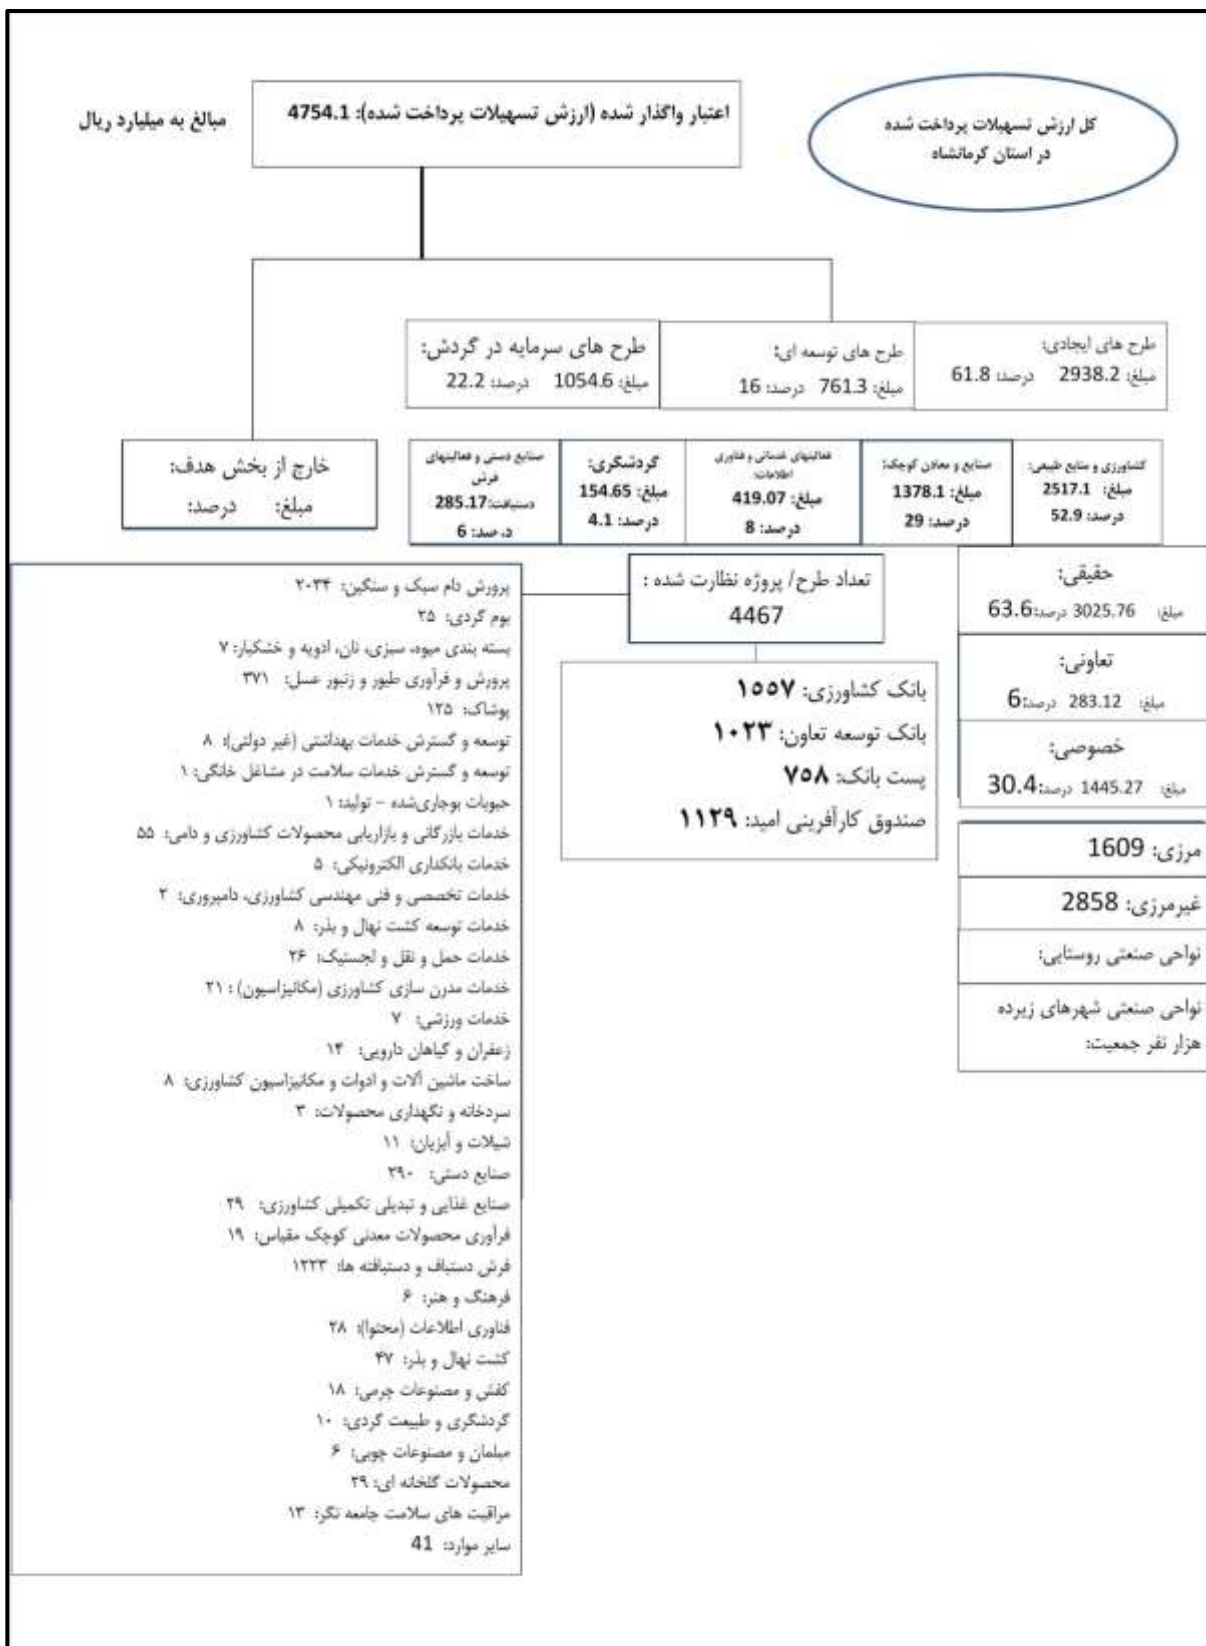 کل ارزش تسهیلات پرداخت شده
در استان کرمانشاه
اعتبار واگذار شده (ارزش تسهیلات پرداخت شده): 4754.1
مبالغ به میلیارد ریال
طرح های ایجادی:
مبلغ: 2938.2 درصد: 61.8
طرح های توسعه ای:
مبلغ: 761.3 درصد: 16
طرح های سرمایه در گردش:
مبلغ: 1054.6 درصد: 22.2
کشاورزی و منابع طبیعی:
مبلغ: 2517.1
درصد: 52.9
صنایع و معادن کوچک:
مبلغ: 1378.1
درصد: 29
فعالیتهای خدماتی و فناوری
اطلاعات:
مبلغ: 419.07
درصد: 8
گردشگری:
مبلغ: 154.65
درصد: 4.1
صنایع دستی و فعالیتهای
فرش
دستبافت: 285.17
درصد: 6
خارج از بخش هدف:
مبلغ: درصد:
حقیقی:
مبلغ: 3025.76 درصد: 63.6
تعاونی:
مبلغ: 283.12 درصد: 6
خصوصی:
مبلغ: 1445.27 درصد: 30.4
مرزی: 1609
غیرمرزی: 2858
نواحی صنعتی روستایی:
نواحی صنعتی شهرهای زیرده
هزار نفر جمعیت:
تعداد طرح/ پروژه نظارت شده :
4467
بانک کشاورزی: ۱۵۵۷
بانک توسعه تعاون: ۱۰۲۳
پست بانک: ۷۵۸
صندوق کارآفرینی امید: ۱۱۲۹
پرورش دام سبک و سنگین: ۲۰۳۴
بوم گردی: ۲۵
بسته بندی میوه، سبزی، نان، ادویه و خشکبار: ۷
پرورش و فرآوری طیور و زنبور عسل: ۳۷۱
پوشاک: ۱۲۵
توسعه و گسترش خدمات بهداشتی (غیر دولتی): ۸
توسعه و گسترش خدمات سلامت در مشاغل خانگی: ۱
حبوبات بوجاری‌شده – تولید: ۱
خدمات بازرگانی و بازاریابی محصولات کشاورزی و دامی: ۵۵
خدمات بانکداری الکترونیکی: ۵
خدمات تخصصی و فنی مهندسی کشاورزی، دامپروری: ۲
خدمات توسعه کشت نهال و بذر: ۸
خدمات حمل و نقل و لجستیک: ۲۶
خدمات مدرن سازی کشاورزی (مکانیزاسیون) : ۲۱
خدمات ورزشی: ۷
زعفران و گیاهان دارویی: ۱۴
ساخت ماشین آلات و ادوات و مکانیزاسیون کشاورزی: ۸
سردخانه و نگهداری محصولات: ۳
شیلات و آبزیان: ۱۱
صنایع دستی: ۲۹۰
صنایع غذایی و تبدیلی تکمیلی کشاورزی: ۲۹
فرآوری محصولات معدنی کوچک مقیاس: ۱۹
فرش دستباف و دستبافته ها: ۱۲۲۳
فرهنگ و هنر: ۶
فناوری اطلاعات (محتوا): ۲۸
کشت نهال و بذر: ۴۷
کفش و مصنوعات چرمی: ۱۸
گردشگری و طبیعت گردی: ۱۰
مبلمان و مصنوعات چوبی: ۶
محصولات گلخانه ای: ۲۹
مراقبت های سلامت جامعه نگر: ۱۳
سایر موارد: 41